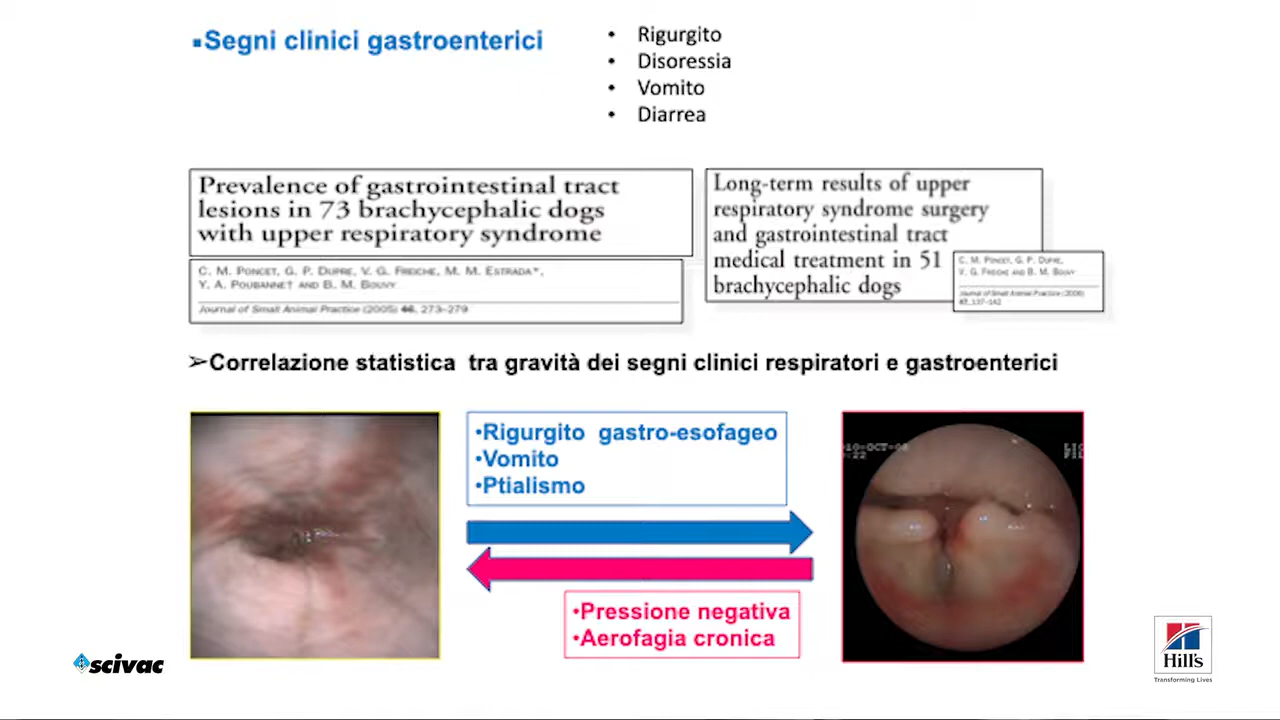 ▪Segni clinici gastroenterici
• Rigurgito
• Disoressia
• Vomito
• Diarrea
Prevalence of gastrointestinal tract
lesions in 73 brachycephalic dogs
with upper respiratory syndrome
C. M. PONCET, G. P. DUPRE, V. G. FREICHE, M. M. ESTRADA*,
Y. A. POUBANNE† AND B. M. BOUVY
Journal of Small Animal Practice (2005) 46, 273–279
Long-term results of upper
respiratory syndrome surgery
and gastrointestinal tract
medical treatment in 51
brachycephalic dogs
C. M. PONCET, G. P. DUPRE,
V. G. FREICHE AND B. M. BOUVY
Journal of Small Animal Practice (2006)
47, 137–142
➢Correlazione statistica tra gravità dei segni clinici respiratori e gastroenterici
•Rigurgito gastro-esofageo
•Vomito
•Ptialismo
•Pressione negativa
•Aerofagia cronica
scivac
Hill's
Transforming Lives